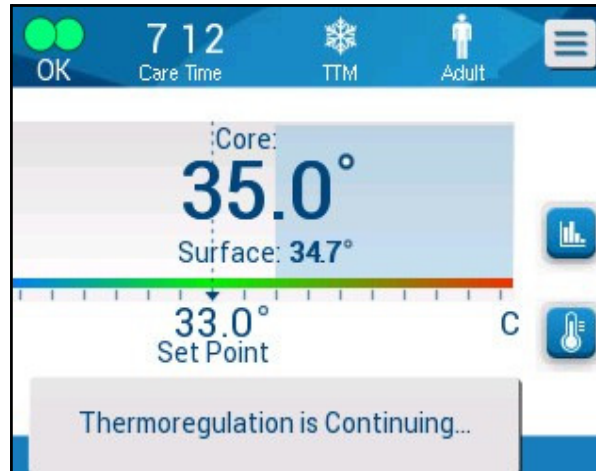 7 12
OK
Care Time
TTM
Adult
Core:
35.0°
Surface: 34.7°
33.0°
C
Set Point
Thermoregulation is Continuing...